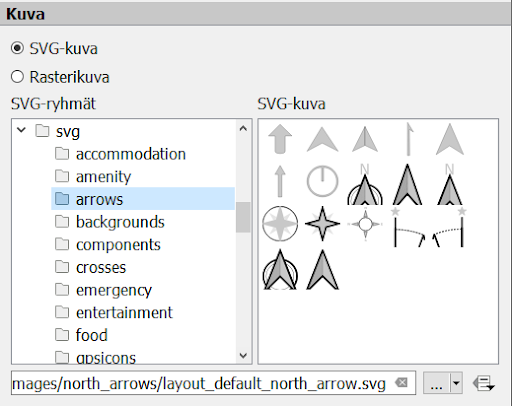 Kuva
SVG-kuva
Rasterikuva
SVG-ryhmät
svg
accommodation
amenity
arrows
backgrounds
components
crosses
emergency
entertainment
food
gpsicons
SVG-kuva
N
N
mages/north_arrows/layout_default_north_arrow.svg
...